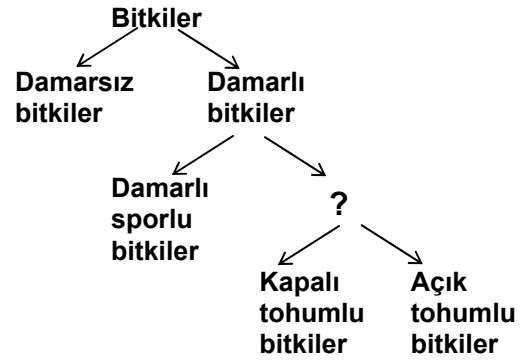 Bitkiler
Damarsız
bitkiler
Damarlı
bitkiler
Damarlı
sporlu
bitkiler
?
Kapalı
tohumlu
bitkiler
Açık
tohumlu
bitkiler